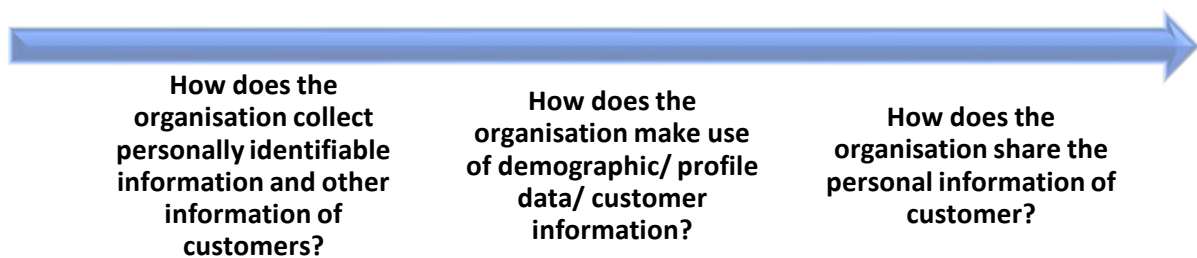 How does the
organisation collect
personally identifiable
information and other
information of
customers?
How does the
organisation make use
of demographic/ profile
data/ customer
information?
How does the
organisation share the
personal information of
customer?